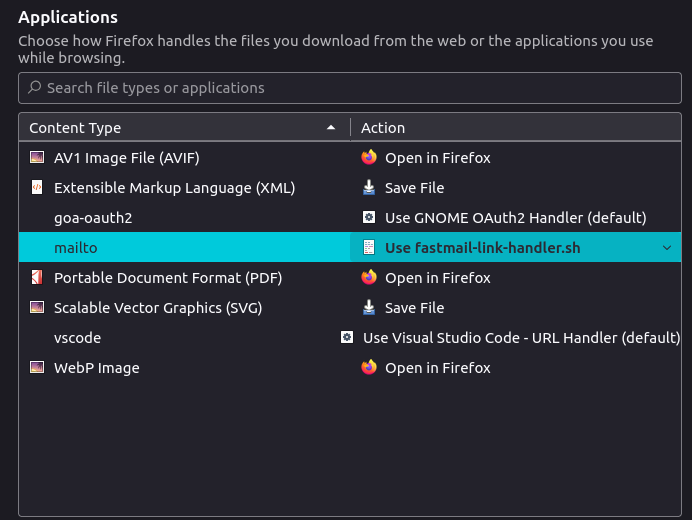 Applications
Choose how Firefox handles the files you download from the web or the applications you use
while browsing.
Search file types or applications
Content Type Action
AV1 Image File (AVIF) Open in Firefox
Extensible Markup Language (XML) Save File
goa-oauth2 Use GNOME OAuth2 Handler (default)
mailto Use fastmail-link-handler.sh
Portable Document Format (PDF) Open in Firefox
Scalable Vector Graphics (SVG) Save File
vscode Use Visual Studio Code - URL Handler (default)
WebP Image Open in Firefox